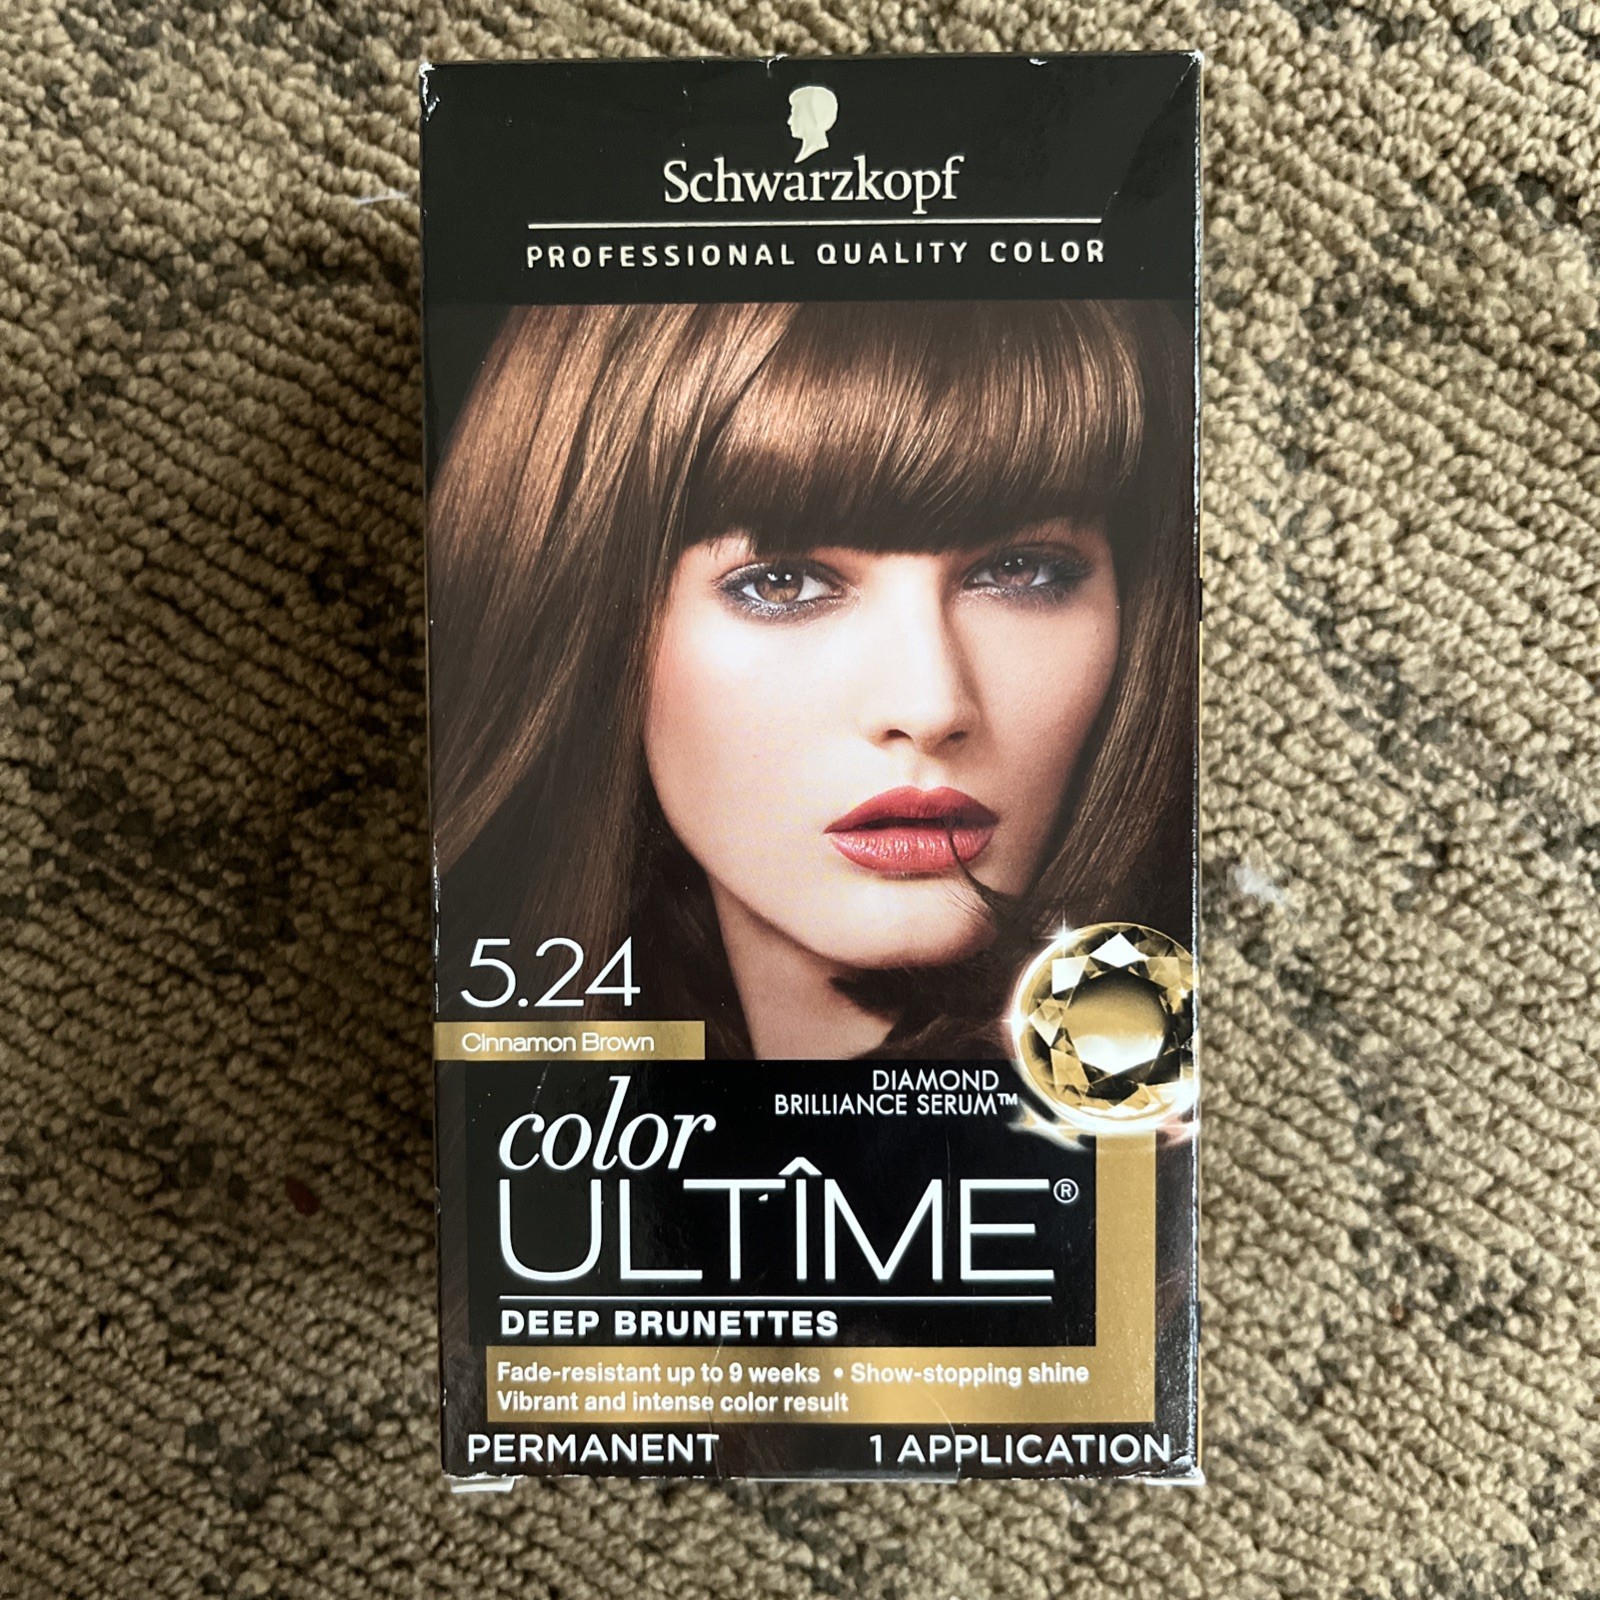 Schwarzkopf
PROFESSIONAL QUALITY COLOR
5.24
Cinnamon Brown
DIAMOND
BRILLIANCE SERUM™
color
ULTÎME®
DEEP BRUNETTES
Fade-resistant up to 9 weeks • Show-stopping shine
Vibrant and intense color result
PERMANENT 1 APPLICATION